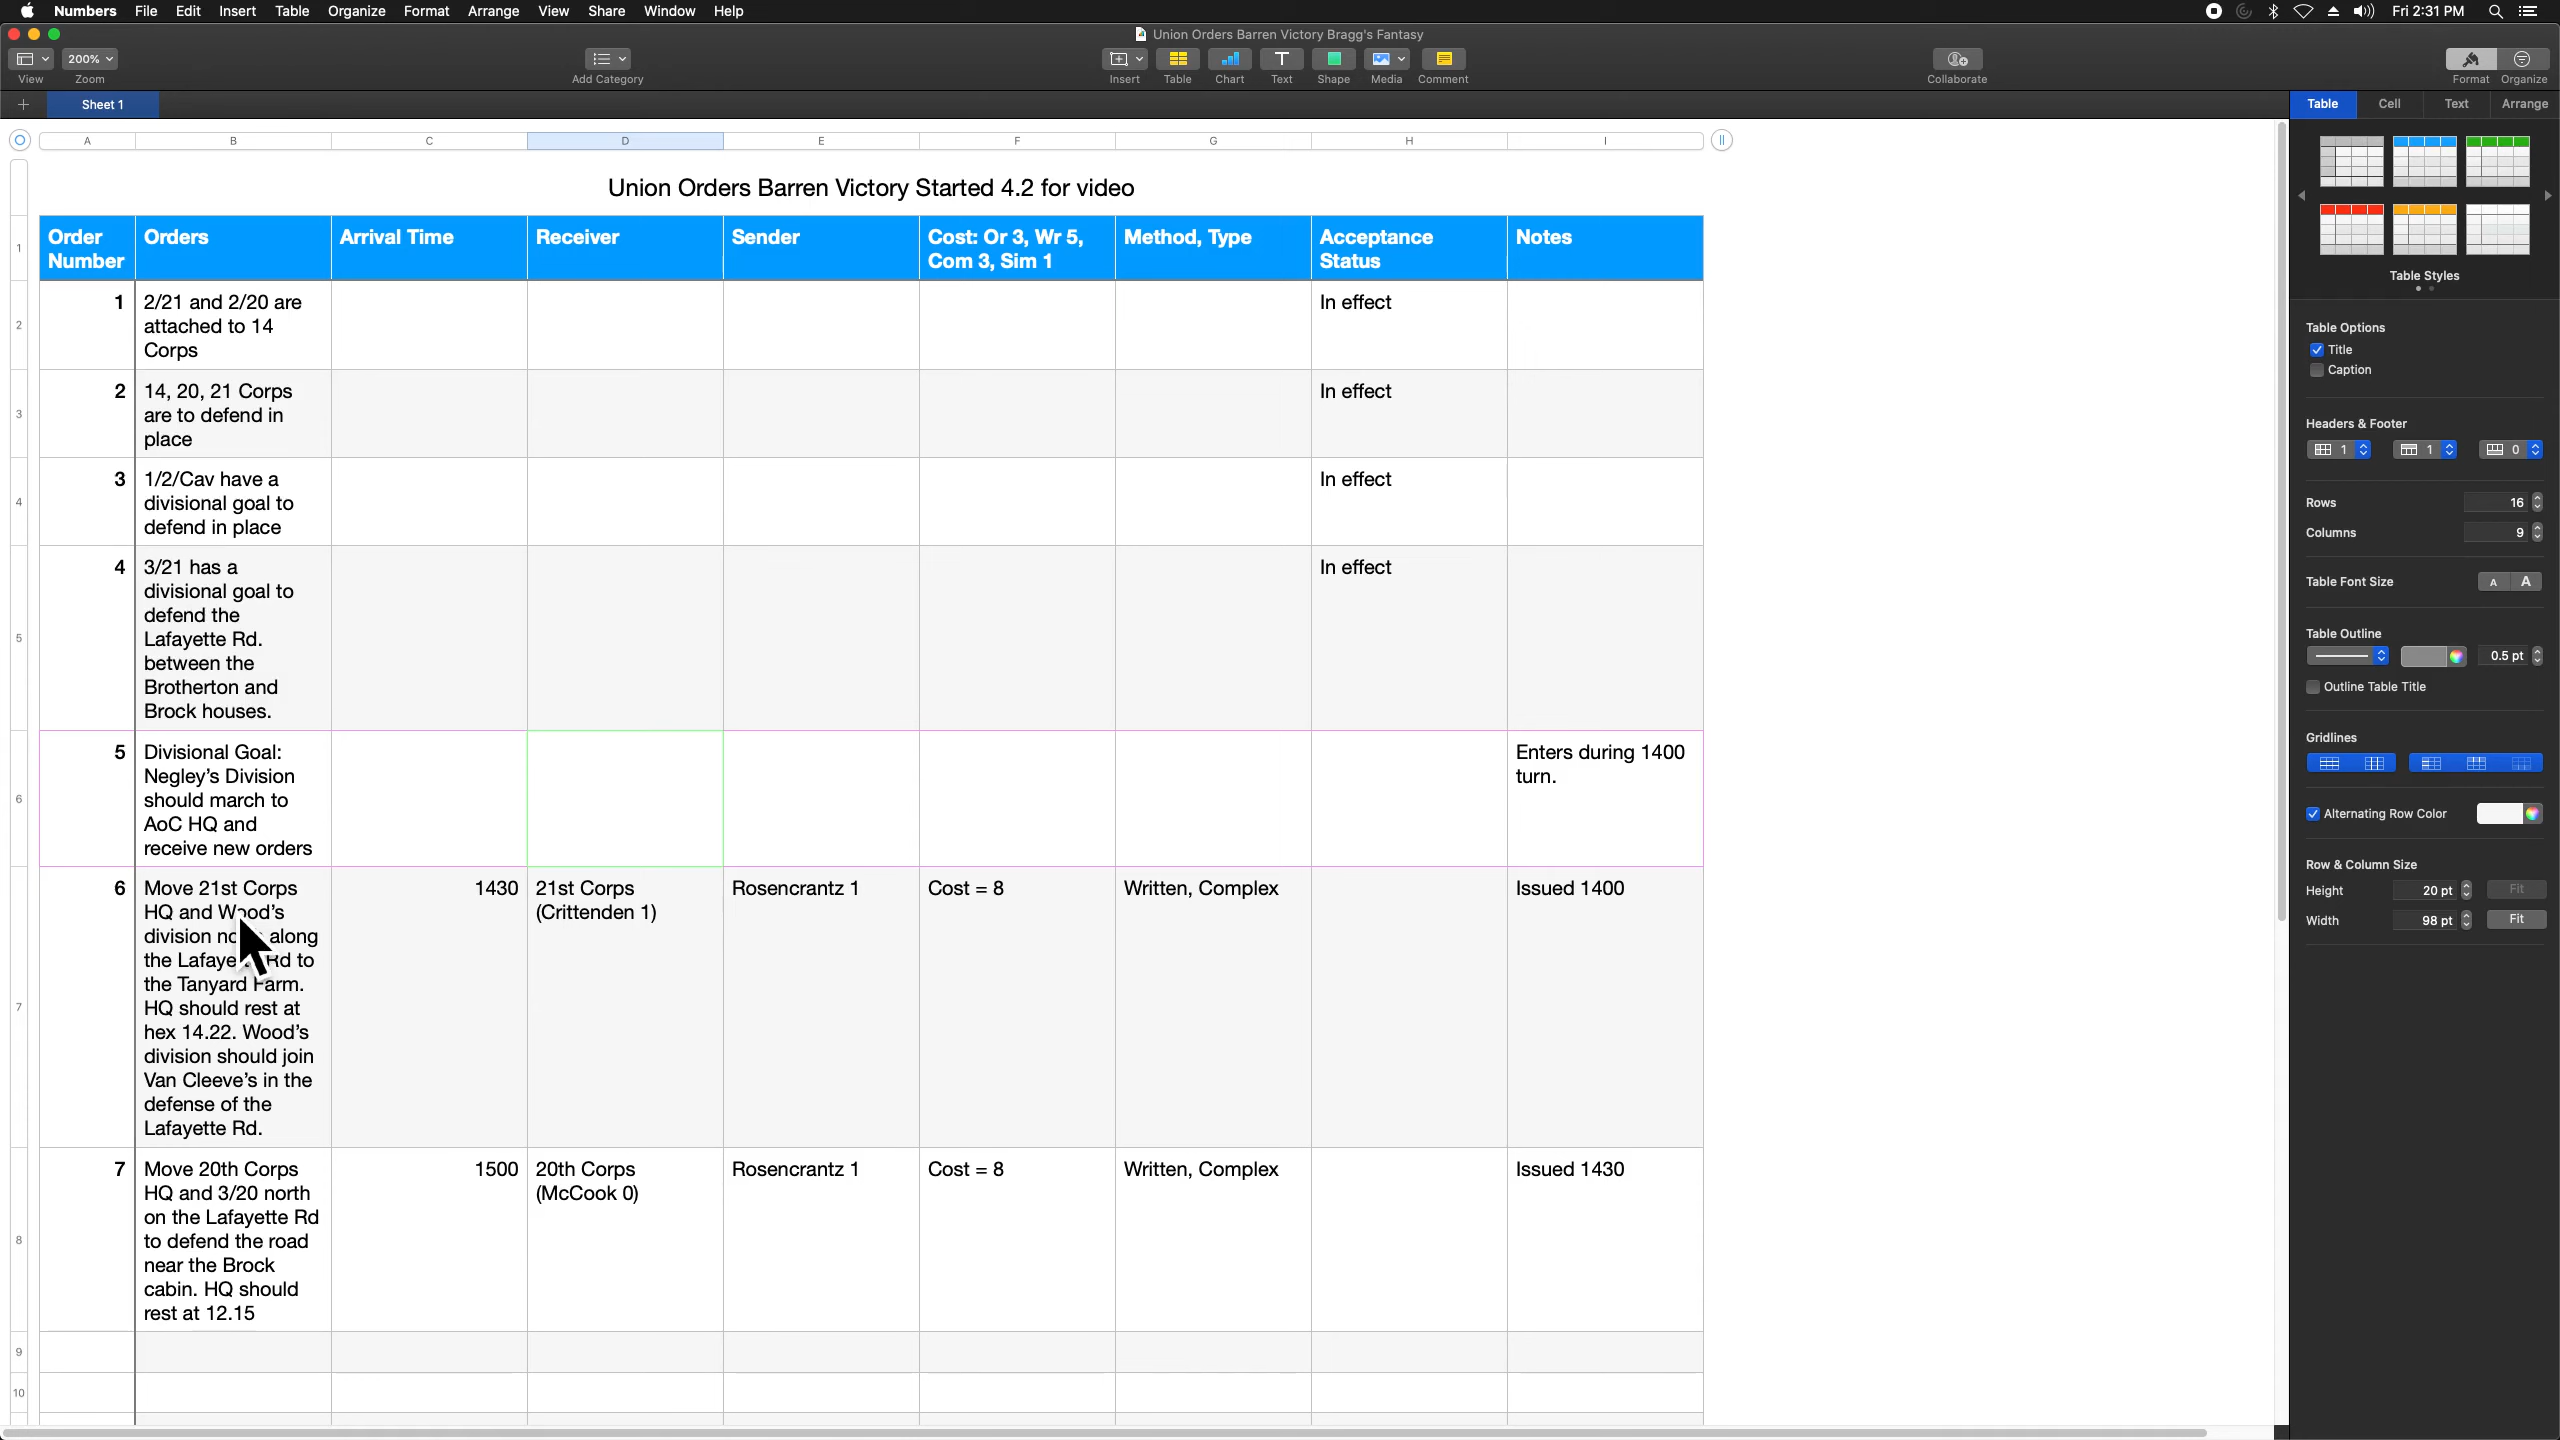 Numbers File Edit Insert Table Organize Format Arrange View Share Window Help Fri 2:31 PM
Union Orders Barren Victory Bragg's Fantasy
200%
View Zoom Add Category Insert Table Chart Text Shape Media Comment Collaborate Format Organize
Sheet 1
Table Cell Text Arrange
A B C D E F G H I
Union Orders Barren Victory Started 4.2 for video
1
Order
Number
Orders
Arrival Time
Receiver
Sender
Cost: Or 3, Wr 5,
Com 3, Sim 1
Method, Type
Acceptance
Status
Notes
2
1
2/21 and 2/20 are
attached to 14
Corps
In effect
3
2
14, 20, 21 Corps
are to defend in
place
In effect
4
3
1/2/Cav have a
divisional goal to
defend in place
In effect
5
4
3/21 has a
divisional goal to
defend the
Lafayette Rd.
between the
Brotherton and
Brock houses.
In effect
6
5
Divisional Goal:
Negley's Division
should march to
AoC HQ and
receive new orders
Enters during 1400
turn.
7
6
Move 21st Corps
HQ and Wood's
division along
the Rd to
the Tanyard Farm.
HQ should rest at
hex 14.22. Wood's
division should join
Van Cleeve's in the
defense of the
Lafayette Rd.
1430
21st Corps
(Crittenden 1)
Rosencrantz 1
Cost = 8
Written, Complex
Issued 1400
8
7
Move 20th Corps
HQ and 3/20 north
on the Lafayette Rd
to defend the road
near the Brock
cabin. HQ should
rest at 12.15
1500
20th Corps
(McCook 0)
Rosencrantz 1
Cost = 8
Written, Complex
Issued 1430
9
10
Table Styles
Table Options
Title
Caption
Headers & Footer
1 1 0
Rows 16
Columns 9
Table Font Size A A
Table Outline
0.5 pt
Outline Table Title
Gridlines
Alternating Row Color
Row & Column Size
Height 20 pt Fit
Width 98 pt Fit